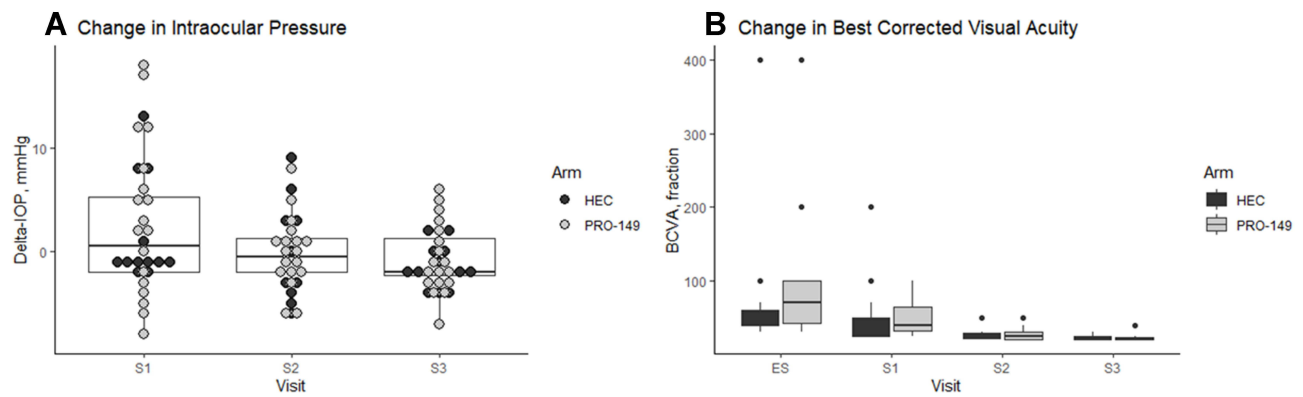 A Change in Intraocular Pressure
Delta-IOP, mmHg
10
0
S1 S2 S3
Visit
Arm
HEC
PRO-149
B Change in Best Corrected Visual Acuity
BCVA, fraction
400
300
200
100
ES S1 S2 S3
Visit
Arm
HEC
PRO-149